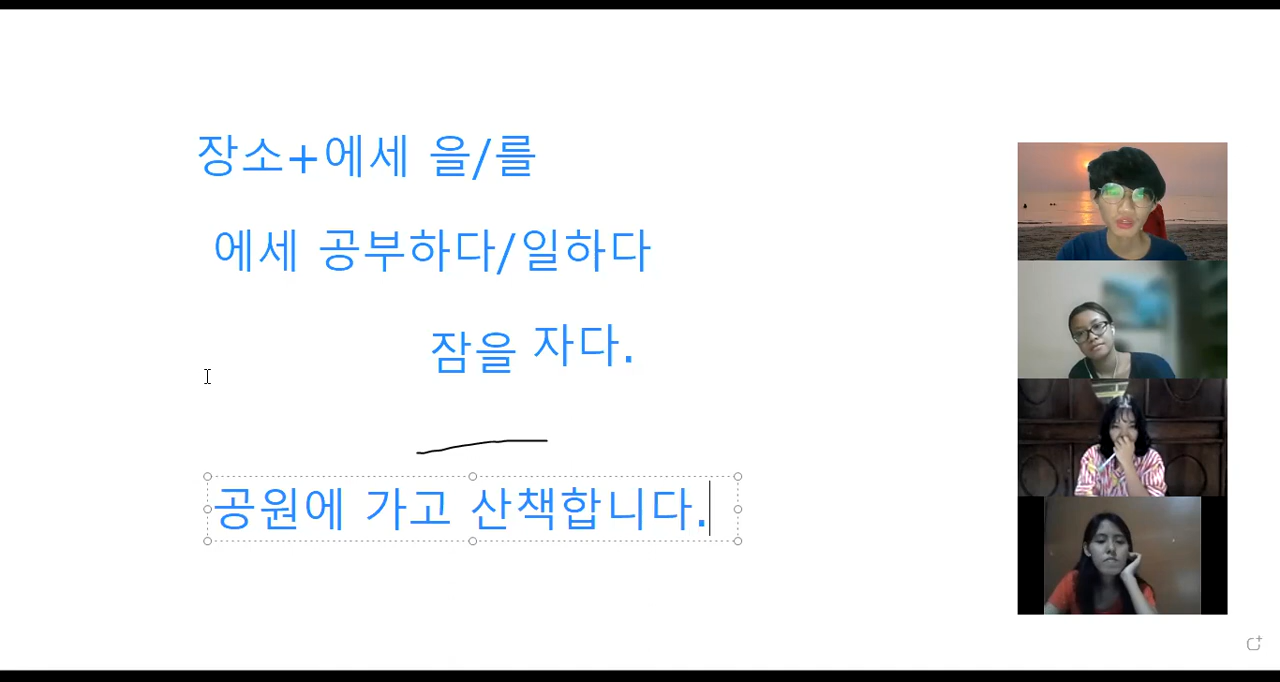 장소+에세 을/를
에세 공부하다/일하다
잠을 자다.
공원에 가고 산책합니다.